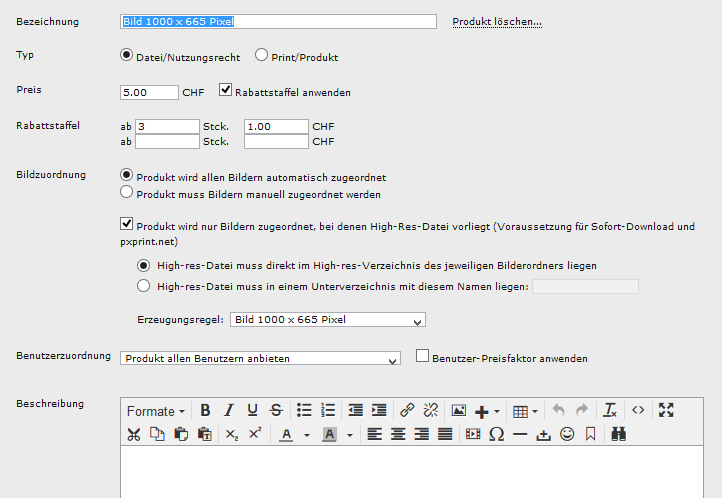 Bezeichnung Bild 1000 x 665 Pixel Produkt löschen...
Typ Datei/Nutzungsrecht Print/Produkt
Preis 5.00 CHF Rabattstaffel anwenden
Rabattstaffel ab 3 Stck. 1.00 CHF
ab Stck. CHF
Bildzuordnung Produkt wird allen Bildern automatisch zugeordnet
Produkt muss Bildern manuell zugeordnet werden
Produkt wird nur Bildern zugeordnet, bei denen High-Res-Datei vorliegt (Voraussetzung für Sofort-Download und
pxprint.net)
High-res-Datei muss direkt im High-res-Verzeichnis des jeweiligen Bilderordners liegen
High-res-Datei muss in einem Unterverzeichnis mit diesem Namen liegen:
Erzeugungsregel: Bild 1000 x 665 Pixel
Benutzerzuordnung Produkt allen Benutzern anbieten Benutzer-Preisfaktor anwenden
Beschreibung
Formate B I U S